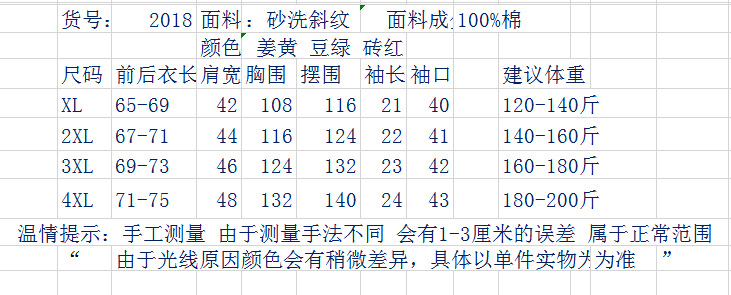 货号： 2018 面料：砂洗斜纹 面料成分100%棉
颜色 姜黄 豆绿 砖红
尺码 前后衣长 肩宽 胸围 摆围 袖长 袖口 建议体重
XL 65-69 42 108 116 21 40 120-140斤
2XL 67-71 44 116 124 22 41 140-160斤
3XL 69-73 46 124 132 23 42 160-180斤
4XL 71-75 48 132 140 24 43 180-200斤
温情提示：手工测量 由于测量手法不同 会有1-3厘米的误差 属于正常范围
“ 由于光线原因颜色会有稍微差异，具体以单件实物为为准 ”